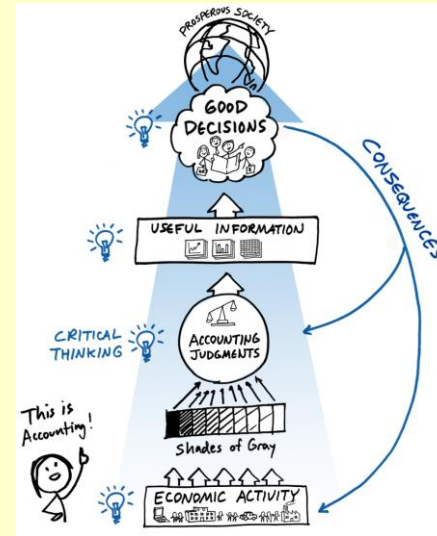 PROSPEROUS SOCIETY
GOOD
DECISIONS
CONSEQUENCES
USEFUL INFORMATION
CRITICAL
THINKING
ACCOUNTING
JUDGMENTS
This is
Accounting!
Shades of Gray
ECONOMIC ACTIVITY